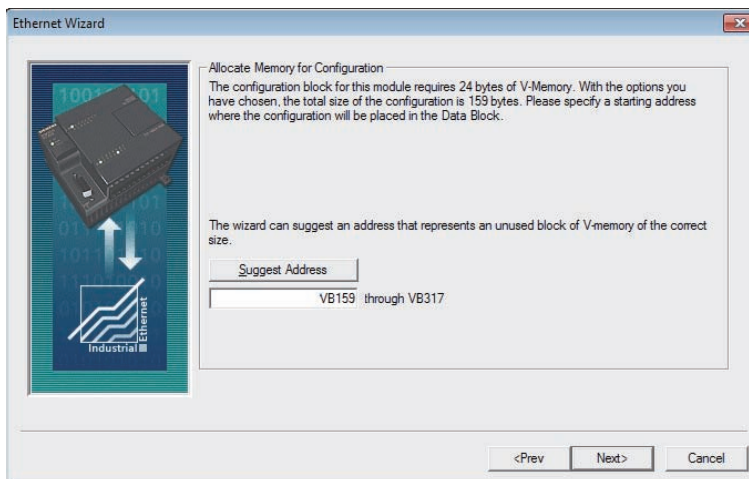 Ethernet Wizard
Allocate Memory for Configuration
The configuration block for this module requires 24 bytes of V-Memory. With the options you
have chosen, the total size of the configuration is 159 bytes. Please specify a starting address
where the configuration will be placed in the Data Block.
The wizard can suggest an address that represents an unused block of V-memory of the correct
size.
Suggest Address
VB159 through VB317
Industrial
Ethernet
<Prev Next> Cancel